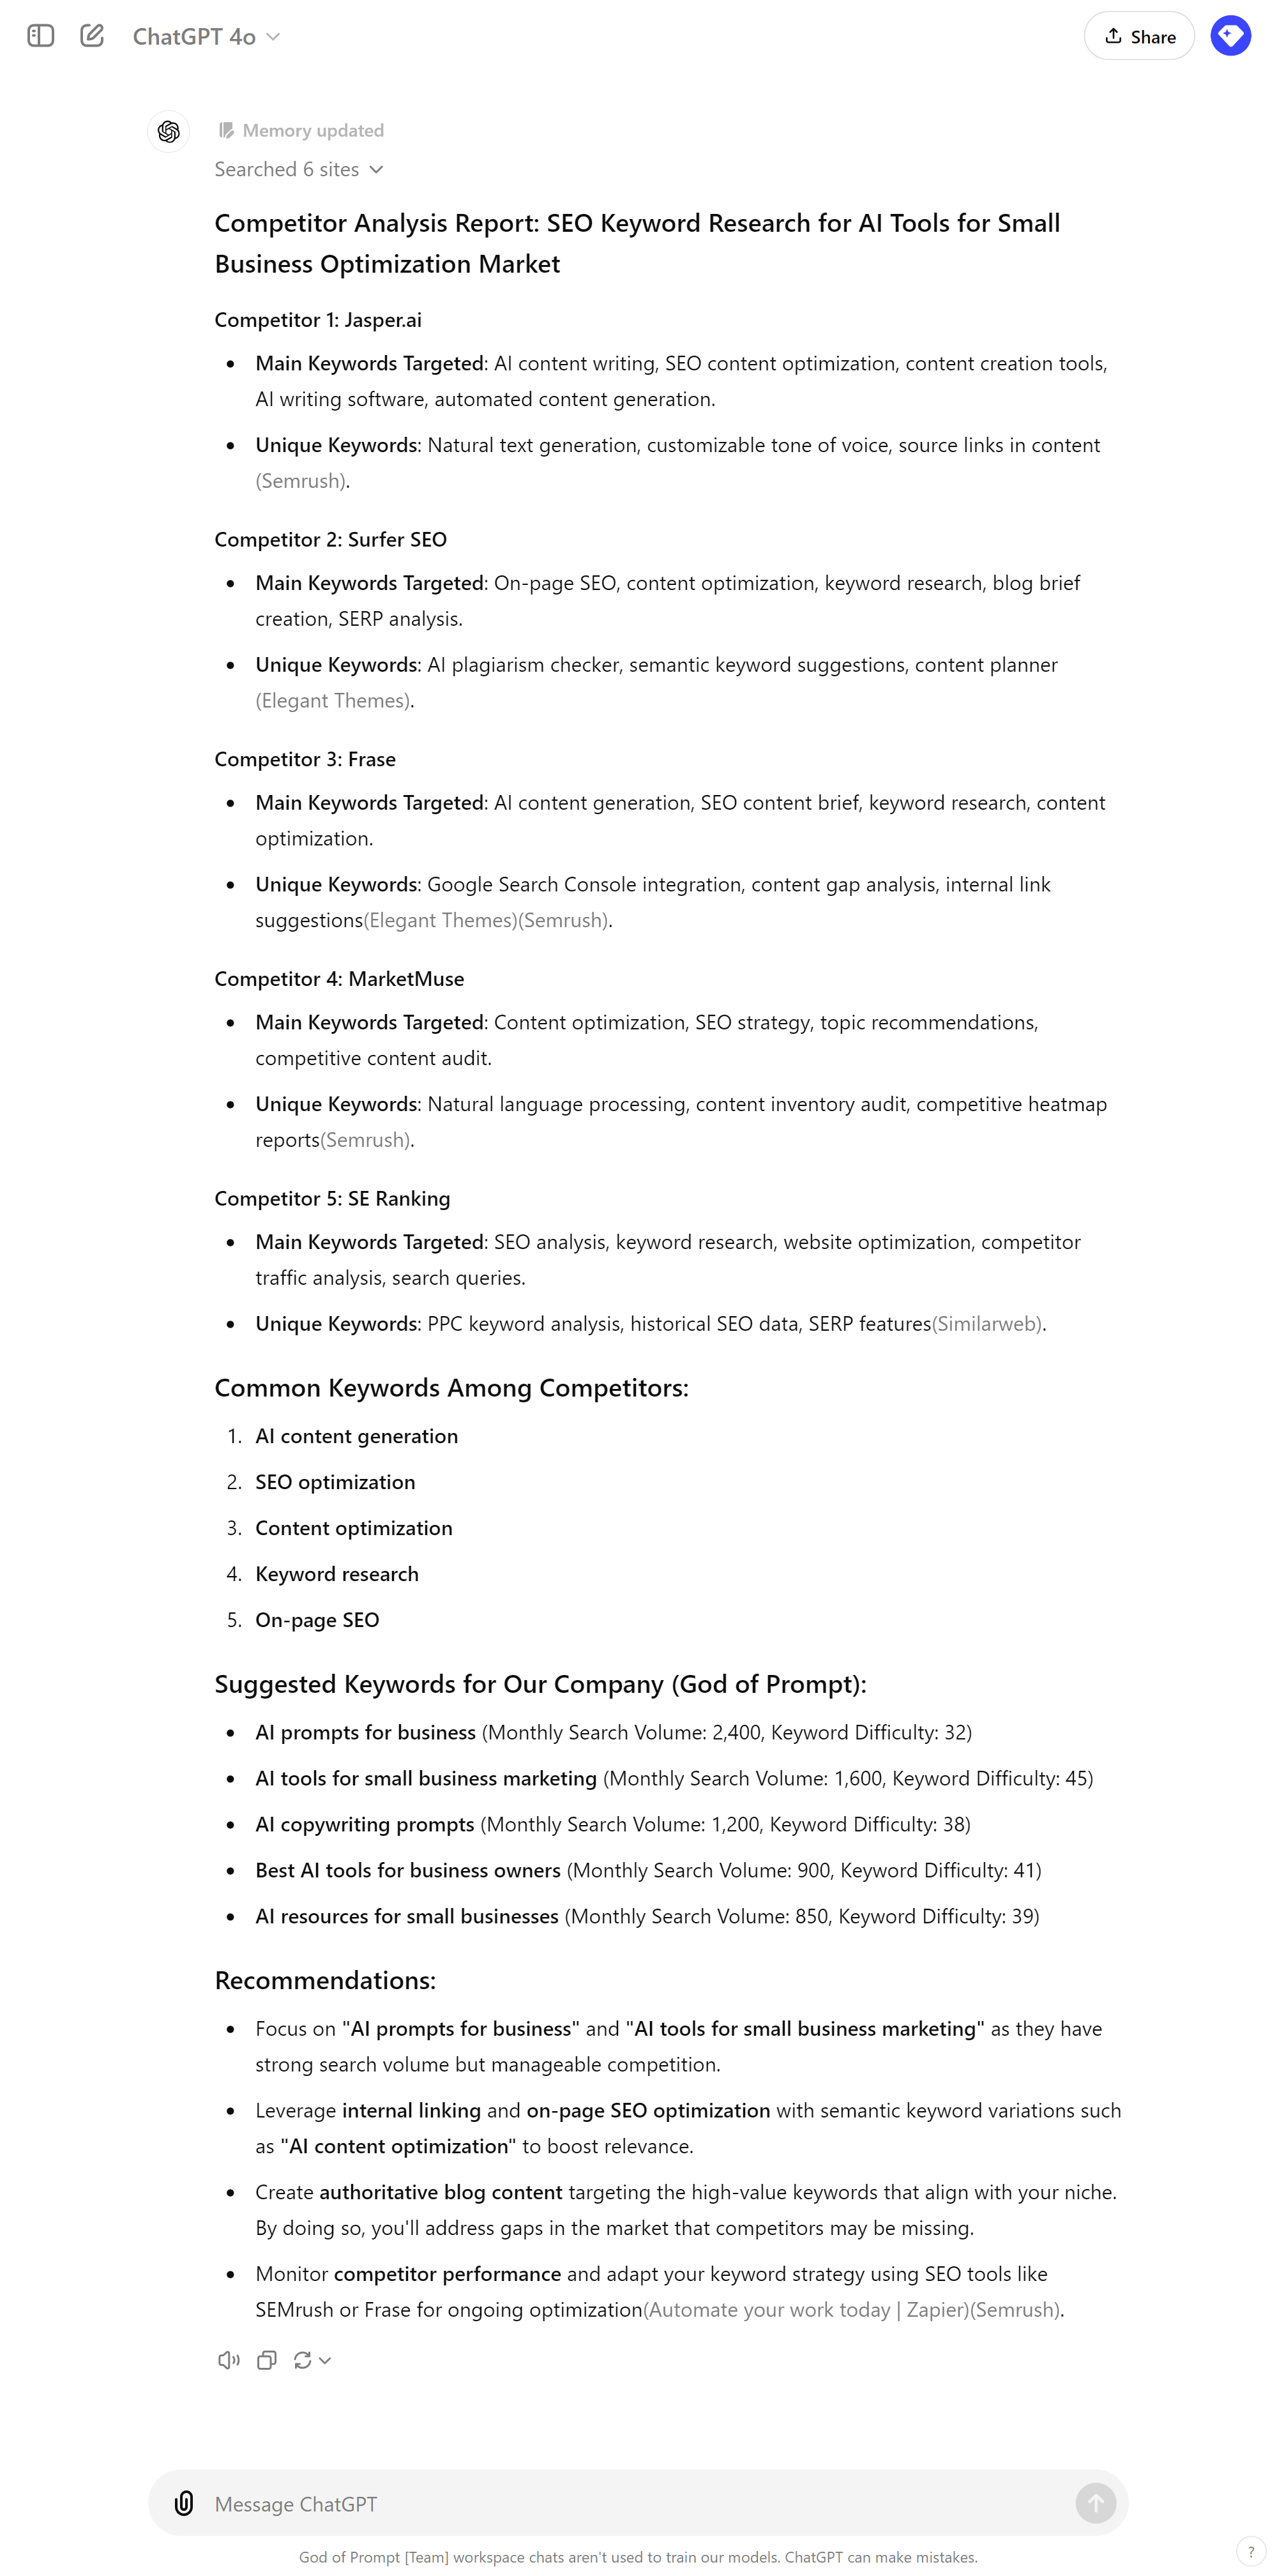 ChatGPT 4o
Share
Memory updated
Searched 6 sites
Competitor Analysis Report: SEO Keyword Research for AI Tools for Small
Business Optimization Market
Competitor 1: Jasper.ai
• Main Keywords Targeted: AI content writing, SEO content optimization, content creation tools,
AI writing software, automated content generation.
• Unique Keywords: Natural text generation, customizable tone of voice, source links in content
(Semrush).
Competitor 2: Surfer SEO
• Main Keywords Targeted: On-page SEO, content optimization, keyword research, blog brief
creation, SERP analysis.
• Unique Keywords: AI plagiarism checker, semantic keyword suggestions, content planner
(Elegant Themes).
Competitor 3: Frase
• Main Keywords Targeted: AI content generation, SEO content brief, keyword research, content
optimization.
• Unique Keywords: Google Search Console integration, content gap analysis, internal link
suggestions(Elegant Themes)(Semrush).
Competitor 4: MarketMuse
• Main Keywords Targeted: Content optimization, SEO strategy, topic recommendations,
competitive content audit.
• Unique Keywords: Natural language processing, content inventory audit, competitive heatmap
reports(Semrush).
Competitor 5: SE Ranking
• Main Keywords Targeted: SEO analysis, keyword research, website optimization, competitor
traffic analysis, search queries.
• Unique Keywords: PPC keyword analysis, historical SEO data, SERP features(Similarweb).
Common Keywords Among Competitors:
1. AI content generation
2. SEO optimization
3. Content optimization
4. Keyword research
5. On-page SEO
Suggested Keywords for Our Company (God of Prompt):
• AI prompts for business (Monthly Search Volume: 2,400, Keyword Difficulty: 32)
• AI tools for small business marketing (Monthly Search Volume: 1,600, Keyword Difficulty: 45)
• AI copywriting prompts (Monthly Search Volume: 1,200, Keyword Difficulty: 38)
• Best AI tools for business owners (Monthly Search Volume: 900, Keyword Difficulty: 41)
• AI resources for small businesses (Monthly Search Volume: 850, Keyword Difficulty: 39)
Recommendations:
• Focus on "AI prompts for business" and "AI tools for small business marketing" as they have
strong search volume but manageable competition.
• Leverage internal linking and on-page SEO optimization with semantic keyword variations such
as "AI content optimization" to boost relevance.
• Create authoritative blog content targeting the high-value keywords that align with your niche.
By doing so, you'll address gaps in the market that competitors may be missing.
• Monitor competitor performance and adapt your keyword strategy using SEO tools like
SEMrush or Frase for ongoing optimization(Automate your work today | Zapier)(Semrush).
Message ChatGPT
God of Prompt [Team] workspace chats aren't used to train our models. ChatGPT can make mistakes.
?